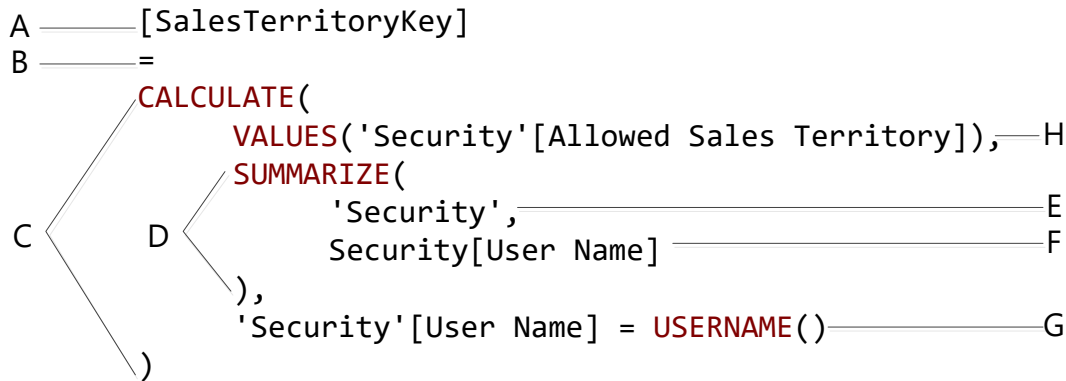 A [SalesTerritoryKey]
B =
CALCULATE(
VALUES('Security'[Allowed Sales Territory]), H
SUMMARIZE(
'Security', E
C D Security[User Name] F
),
'Security'[User Name] = USERNAME() G
)